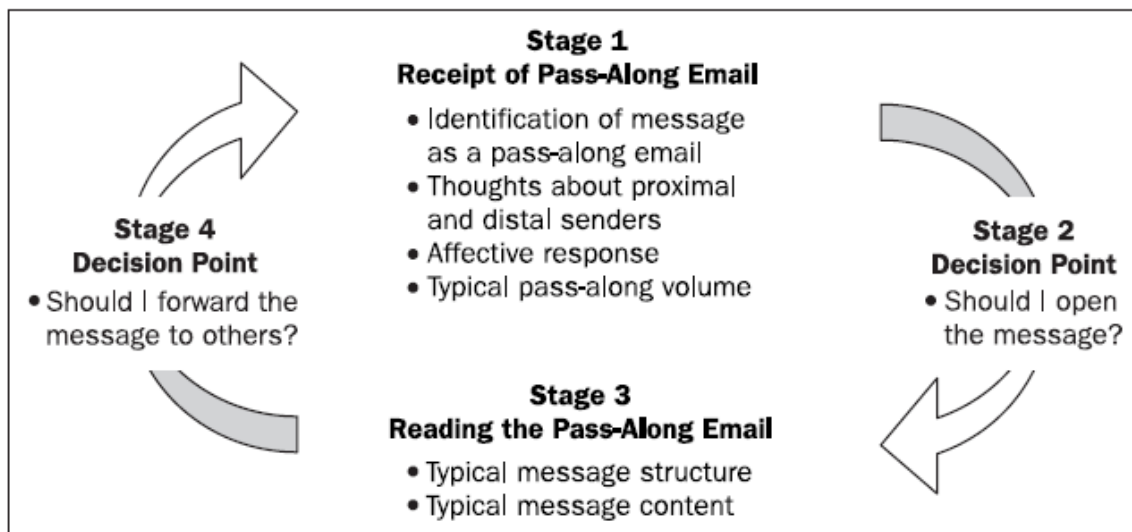 Stage 1
Receipt of Pass-Along Email
• Identification of message
as a pass-along email
• Thoughts about proximal
and distal senders
• Affective response
• Typical pass-along volume
Stage 2
Decision Point
• Should I open
the message?
Stage 3
Reading the Pass-Along Email
• Typical message structure
• Typical message content
Stage 4
Decision Point
• Should I forward the
message to others?